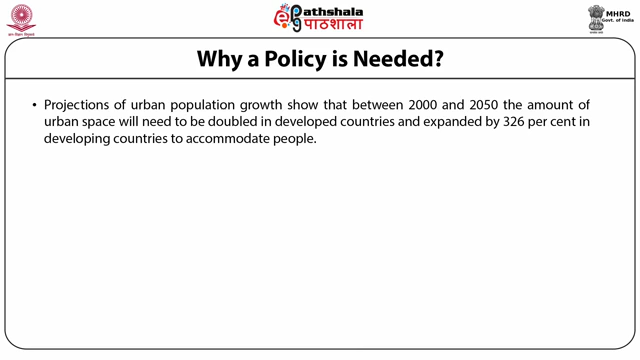 ePathshala
पाठशाला
MHRD
Govt. of India
Why a Policy is Needed?
• Projections of urban population growth show that between 2000 and 2050 the amount of
urban space will need to be doubled in developed countries and expanded by 326 per cent in
developing countries to accommodate people.